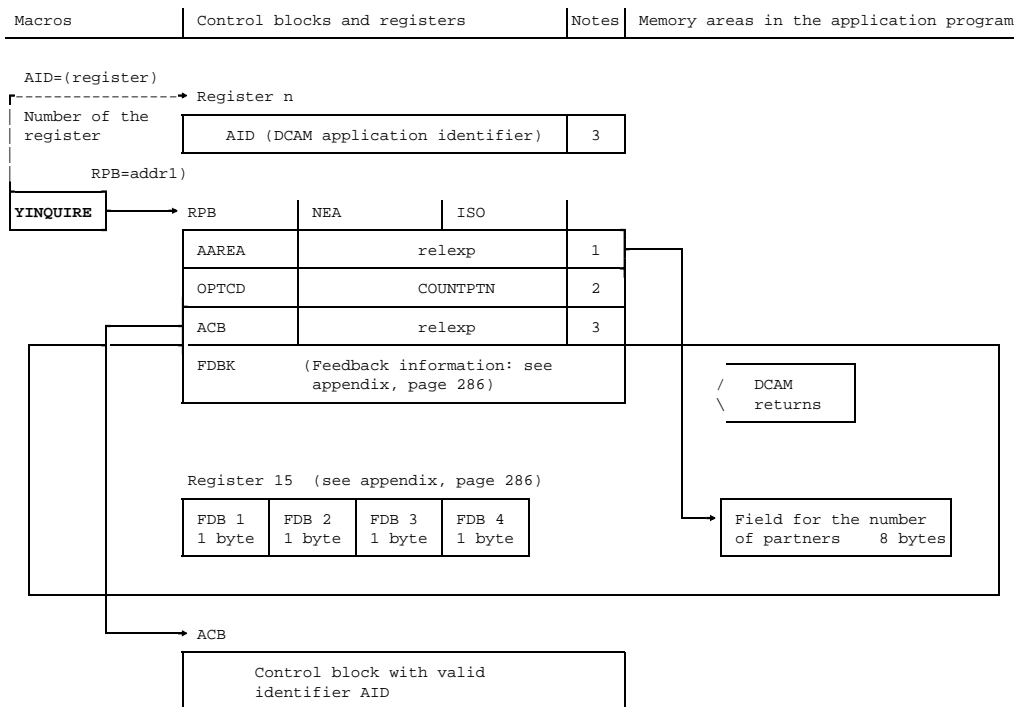 Macros Control blocks and registers Notes Memory areas in the application program
AID=(register)
Register n
Number of the
register
AID (DCAM application identifier) 3
RPB=addr1)
YINQUIRE RPB NEA ISO
AAREA relexp 1
OPTCD COUNTPTN 2
ACB relexp 3
FDBK (Feedback information: see
appendix, page 286)
/ DCAM
\ returns
Register 15 (see appendix, page 286)
FDB 1 FDB 2 FDB 3 FDB 4
1 byte 1 byte 1 byte 1 byte
Field for the number
of partners 8 bytes
ACB
Control block with valid
identifier AID